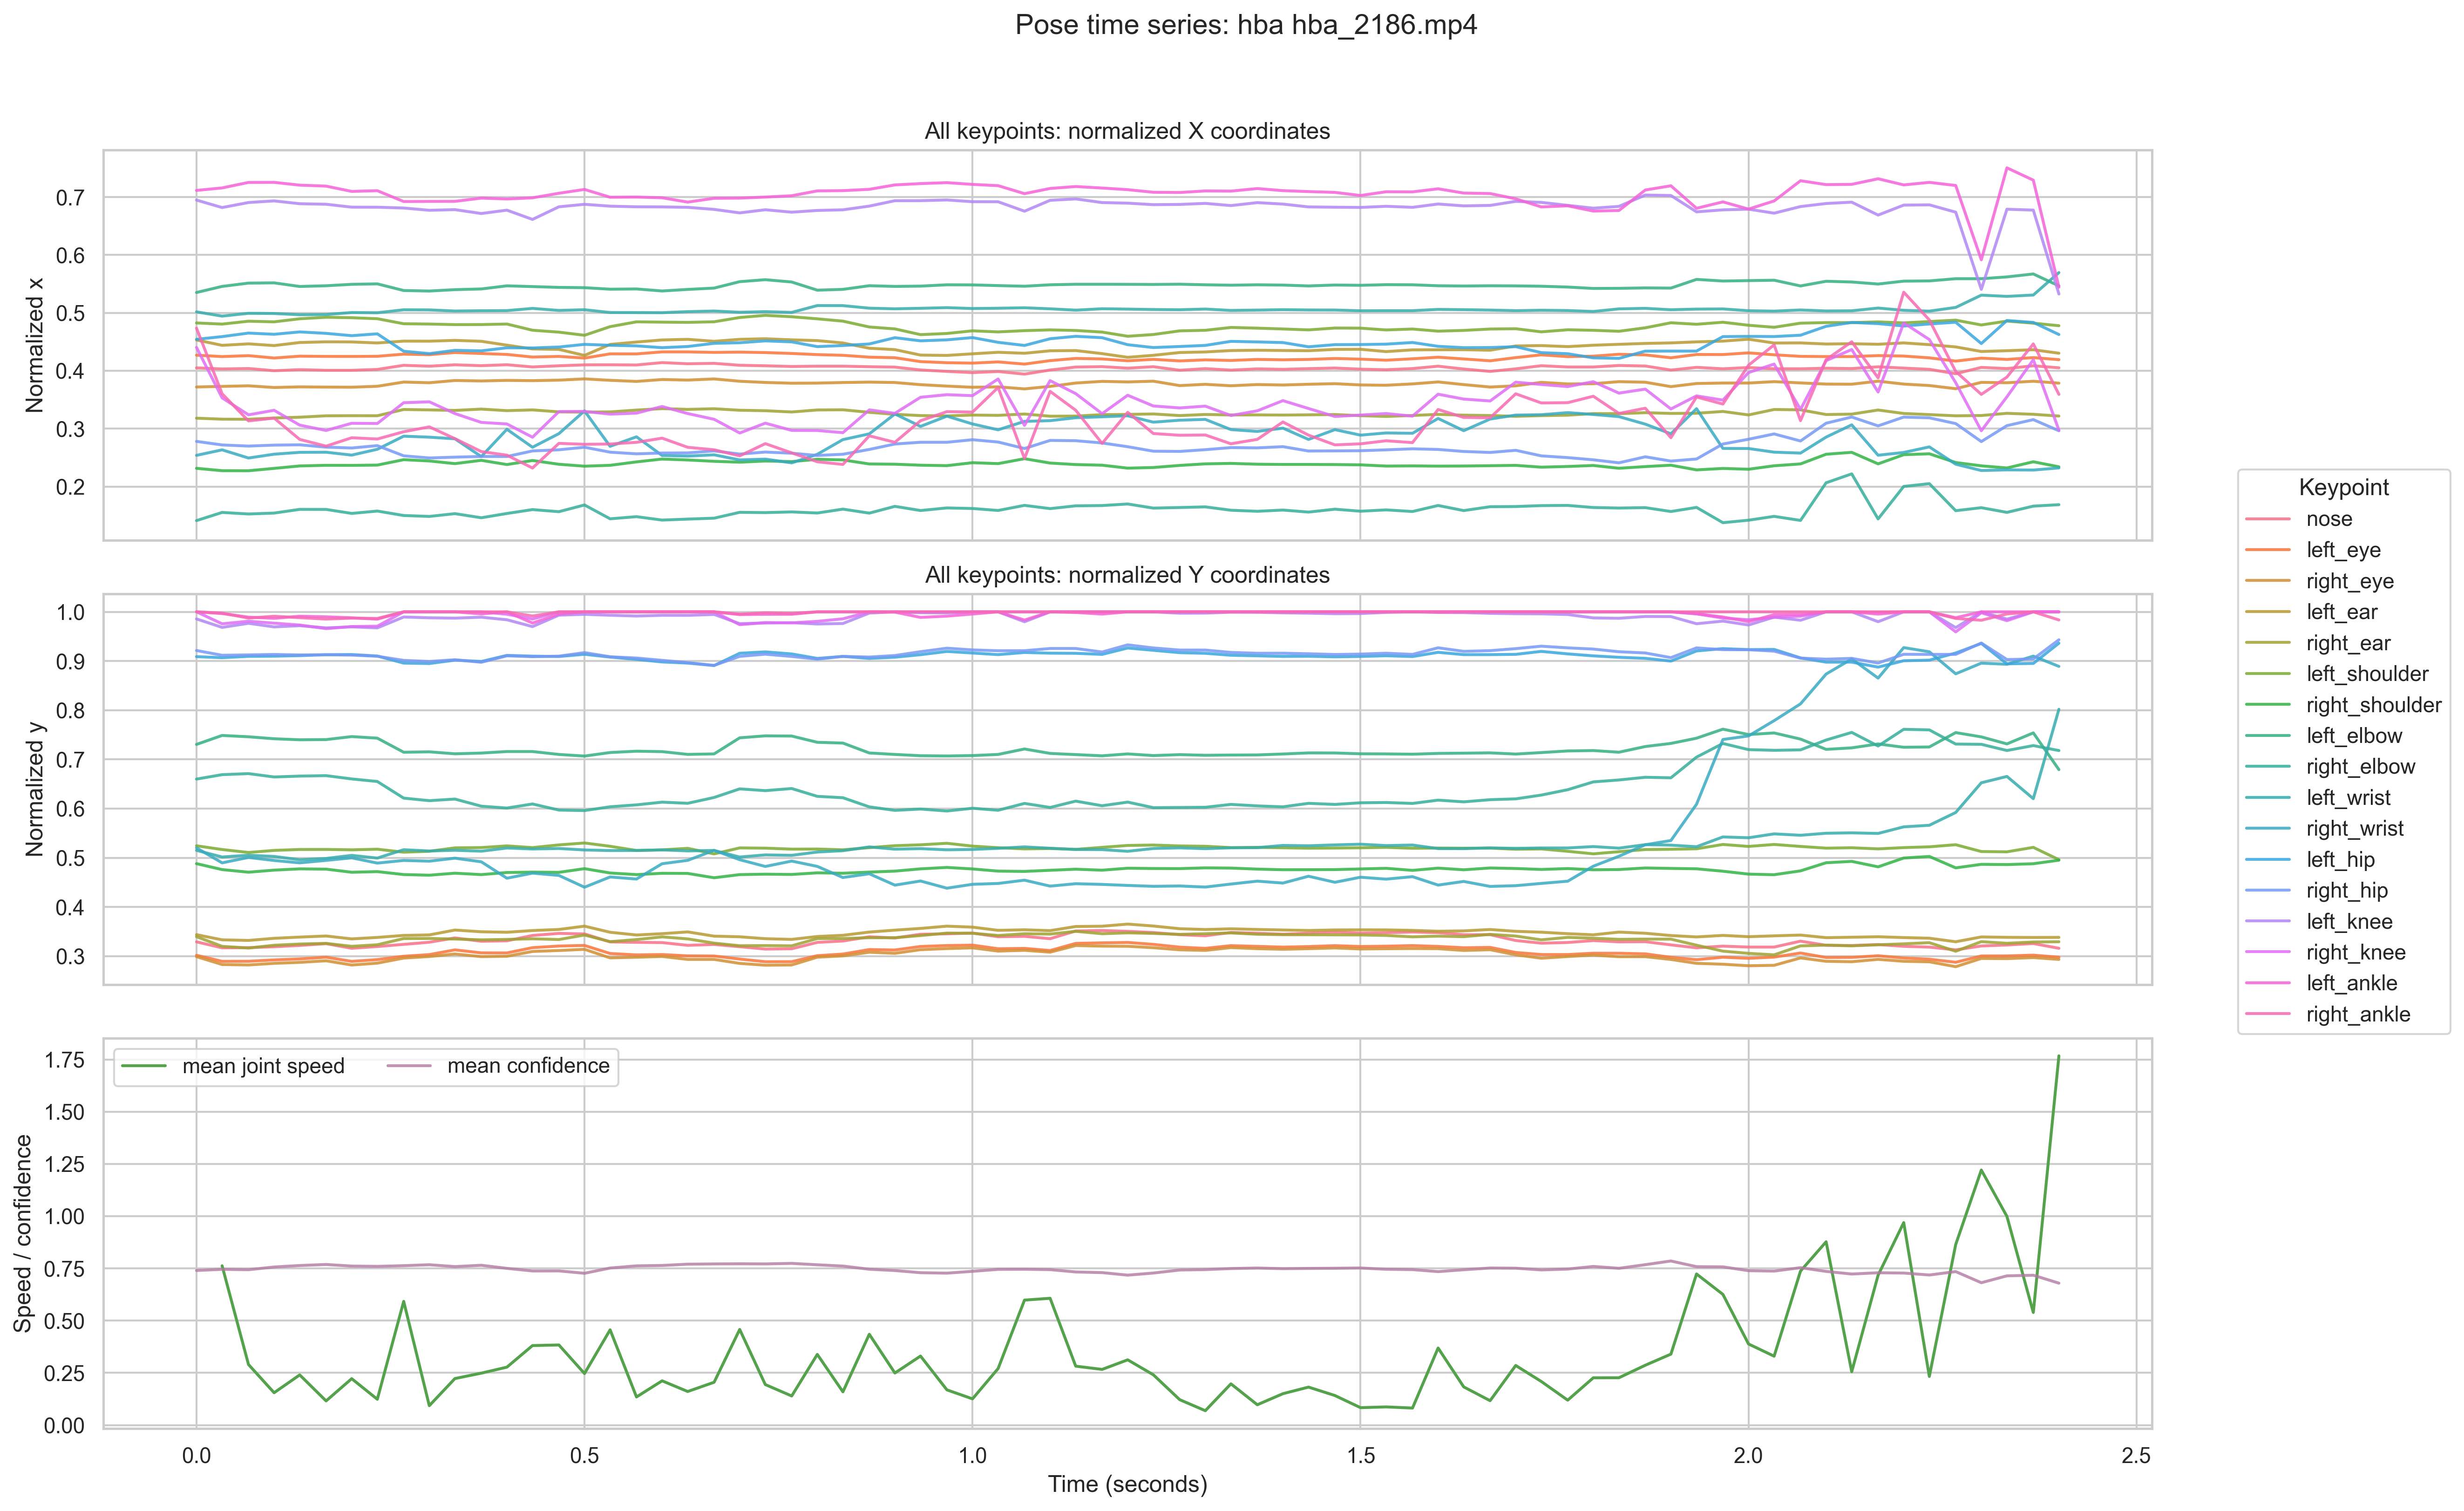 Pose time series: hba hba_2186.mp4
All keypoints: normalized X coordinates
Normalized x
0.7
0.6
0.5
0.4
0.3
0.2
All keypoints: normalized Y coordinates
Normalized y
1.0
0.9
0.8
0.7
0.6
0.5
0.4
0.3
Speed / confidence
1.75
1.50
1.25
1.00
0.75
0.50
0.25
0.00
mean joint speed
mean confidence
0.0
0.5
1.0
1.5
2.0
2.5
Time (seconds)
Keypoint
nose
left_eye
right_eye
left_ear
right_ear
left_shoulder
right_shoulder
left_elbow
right_elbow
left_wrist
right_wrist
left_hip
right_hip
left_knee
right_knee
left_ankle
right_ankle